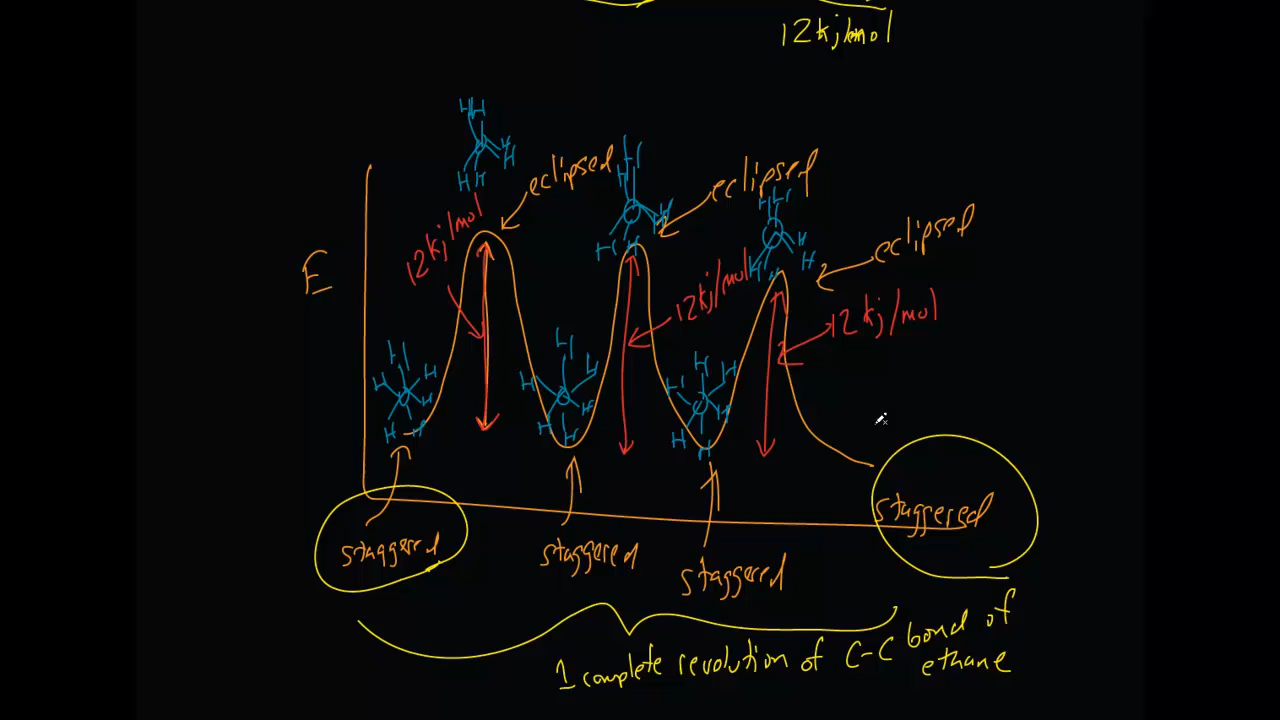 12kj/mol
H H
H
H
H H
eclipsed
H
H
H
H
H H
eclipsed
H H
H
H
H H
eclipsed
12kj/mol
12kj/mol
12kj/mol
E
H
H H
H
H H
H
H H
H H
H
H
H H
H
H H
staggered
staggered
staggered
staggered
1 complete revolution of C-C bond of
ethane